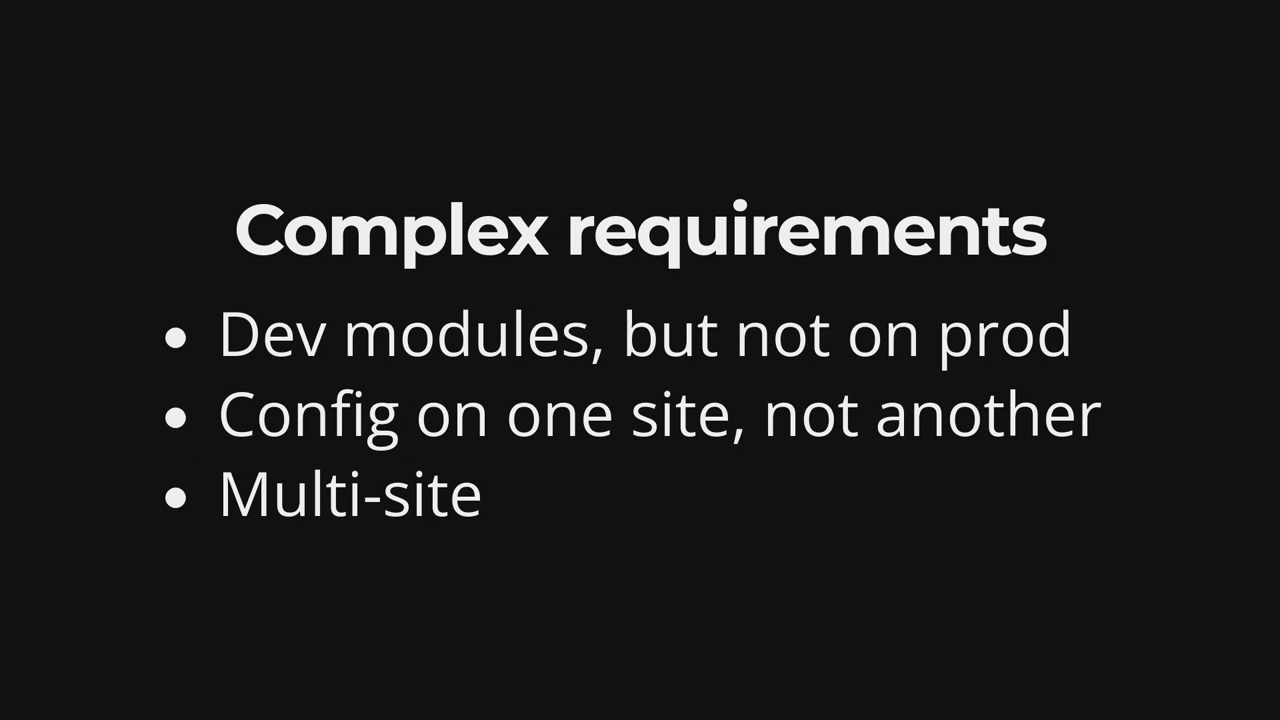 Complex requirements
• Dev modules, but not on prod
• Config on one site, not another
• Multi-site